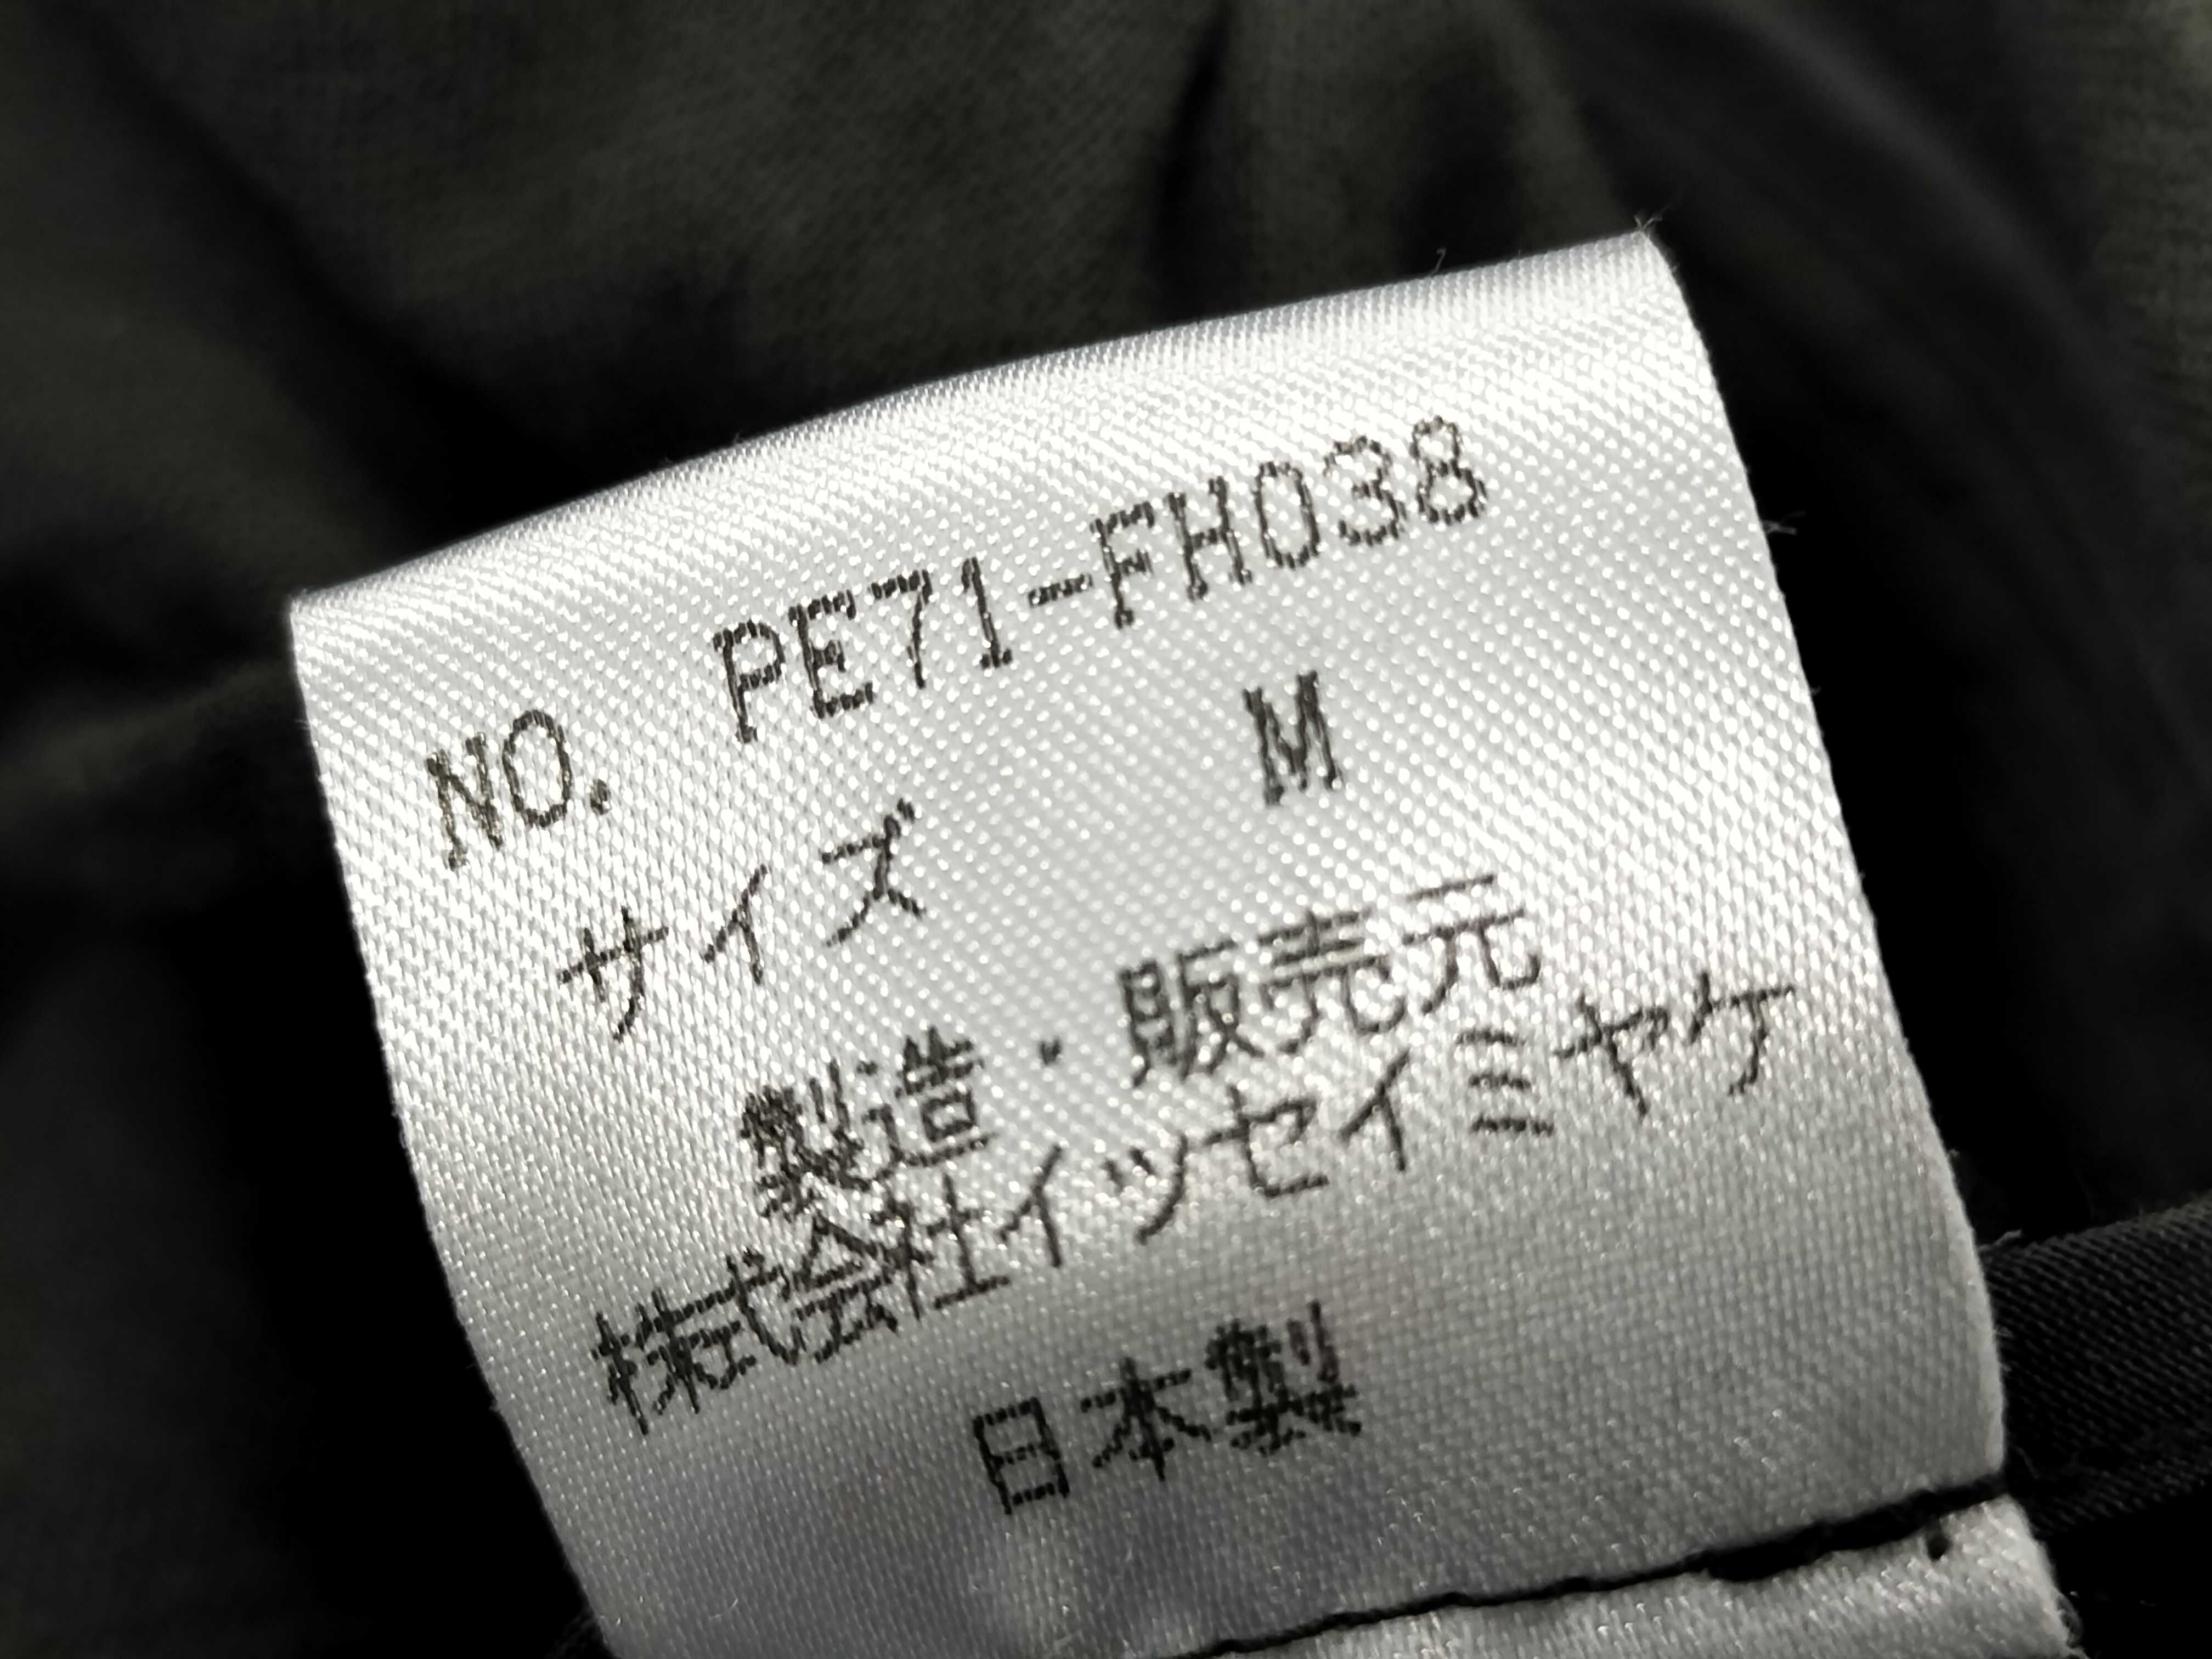 NO. PE71-FH038
サイズ M
製造・販売元
株式会社イッセイミヤケ
日本製